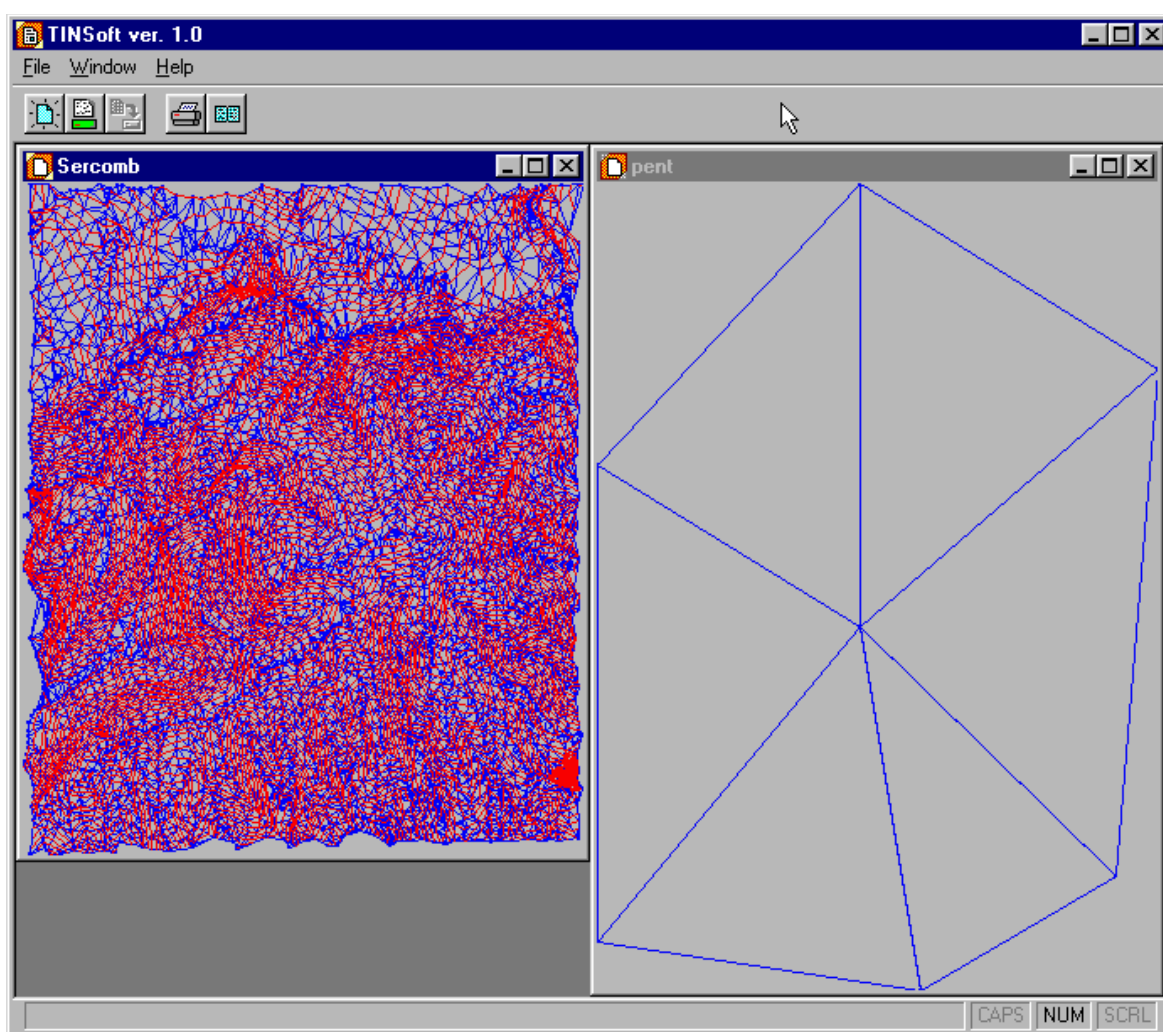 TINSoft ver. 1.0
File Window Help
Sercomb
pent
CAPS NUM SCRL